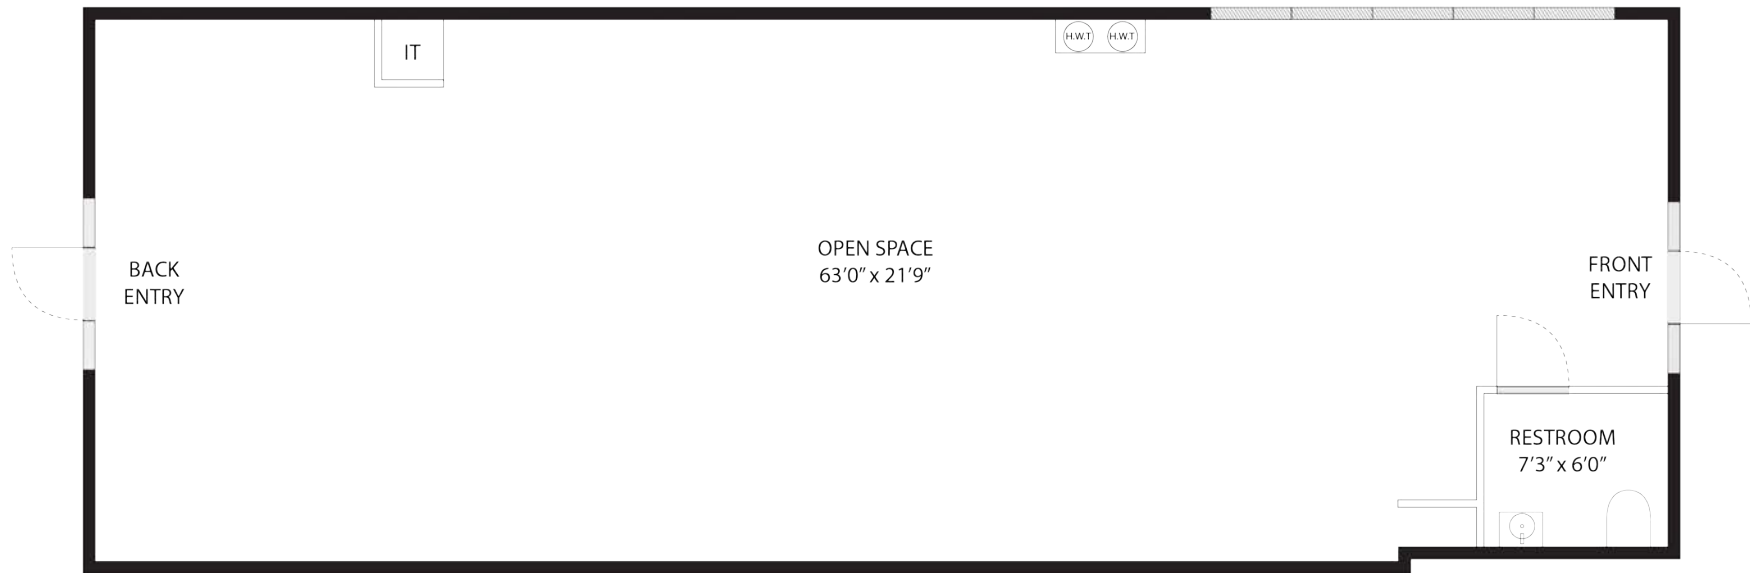 IT
H.W.T
H.W.T
OPEN SPACE
63'0" x 21'9"
BACK
ENTRY
FRONT
ENTRY
RESTROOM
7'3" x 6'0"